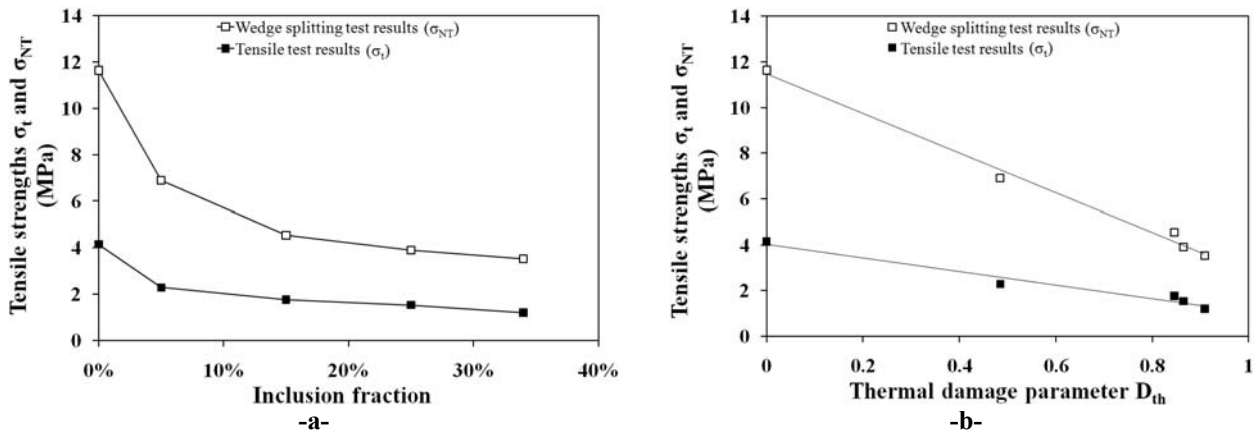 Tensile strengths σt and σNT
(MPa)
14
12
10
8
6
4
2
0
Wedge splitting test results (σNT)
Tensile test results (σt)
0%
10%
20%
30%
40%
Inclusion fraction
-a-
Tensile strengths σt and σNT
(MPa)
14
12
10
8
6
4
2
0
Wedge splitting test results (σNT)
Tensile test results (σt)
0
0.2
0.4
0.6
0.8
1
Thermal damage parameter Dth
-b-